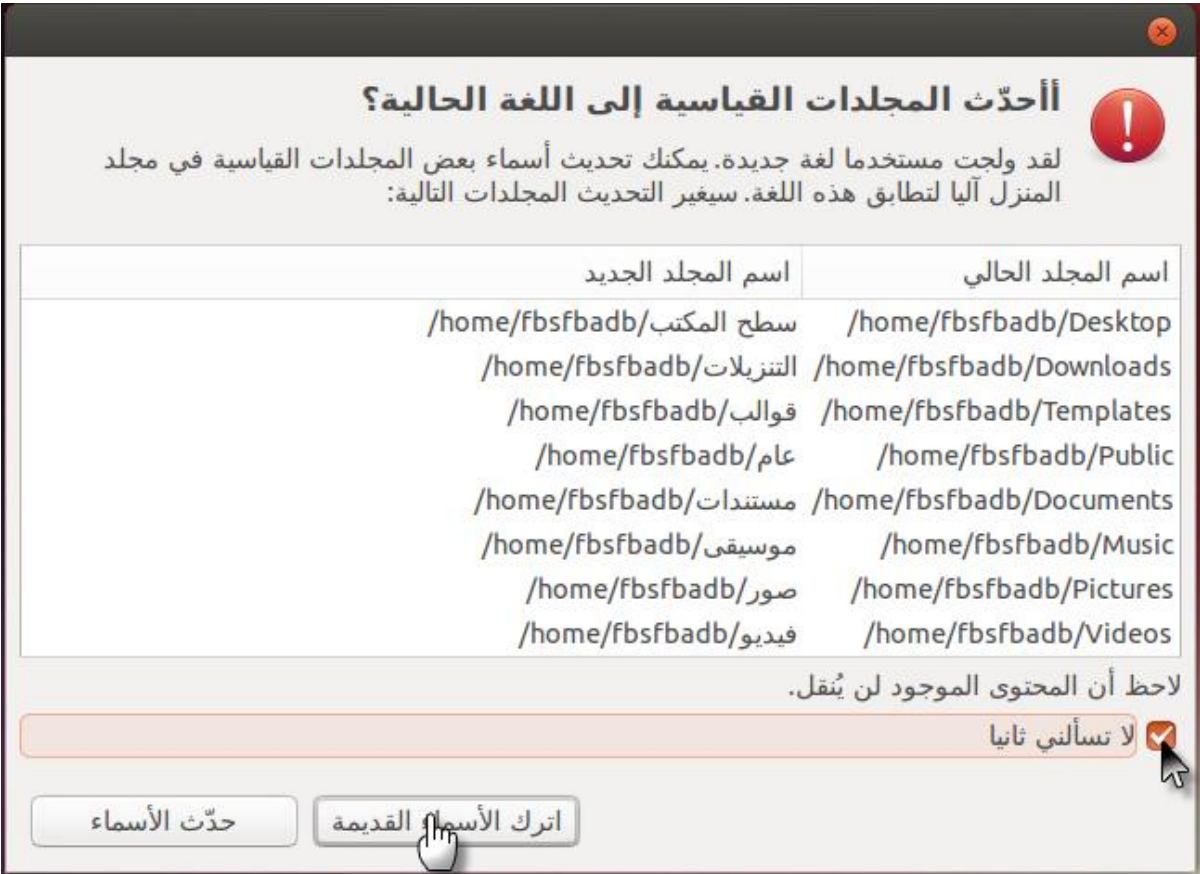 أأحدّث المجلدات القياسية إلى اللغة الحالية؟
لقد ولجت مستخدما لغة جديدة. يمكنك تحديث أسماء بعض المجلدات القياسية في مجلد
المنزل آليا لتطابق هذه اللغة. سيغير التحديث المجلدات التالية:
اسم المجلد الحالي اسم المجلد الجديد
/home/fbsfbadb/Desktop /home/fbsfbadb/سطح المكتب
/home/fbsfbadb/Downloads /home/fbsfbadb/التنزيلات
/home/fbsfbadb/Templates /home/fbsfbadb/قوالب
/home/fbsfbadb/Public /home/fbsfbadb/عام
/home/fbsfbadb/Documents /home/fbsfbadb/مستندات
/home/fbsfbadb/Music /home/fbsfbadb/موسيقى
/home/fbsfbadb/Pictures /home/fbsfbadb/صور
/home/fbsfbadb/Videos /home/fbsfbadb/فيديو
لاحظ أن المحتوى الموجود لن يُنقل.
لا تسألني ثانيا
اترك الأسماء القديمة حدّث الأسماء